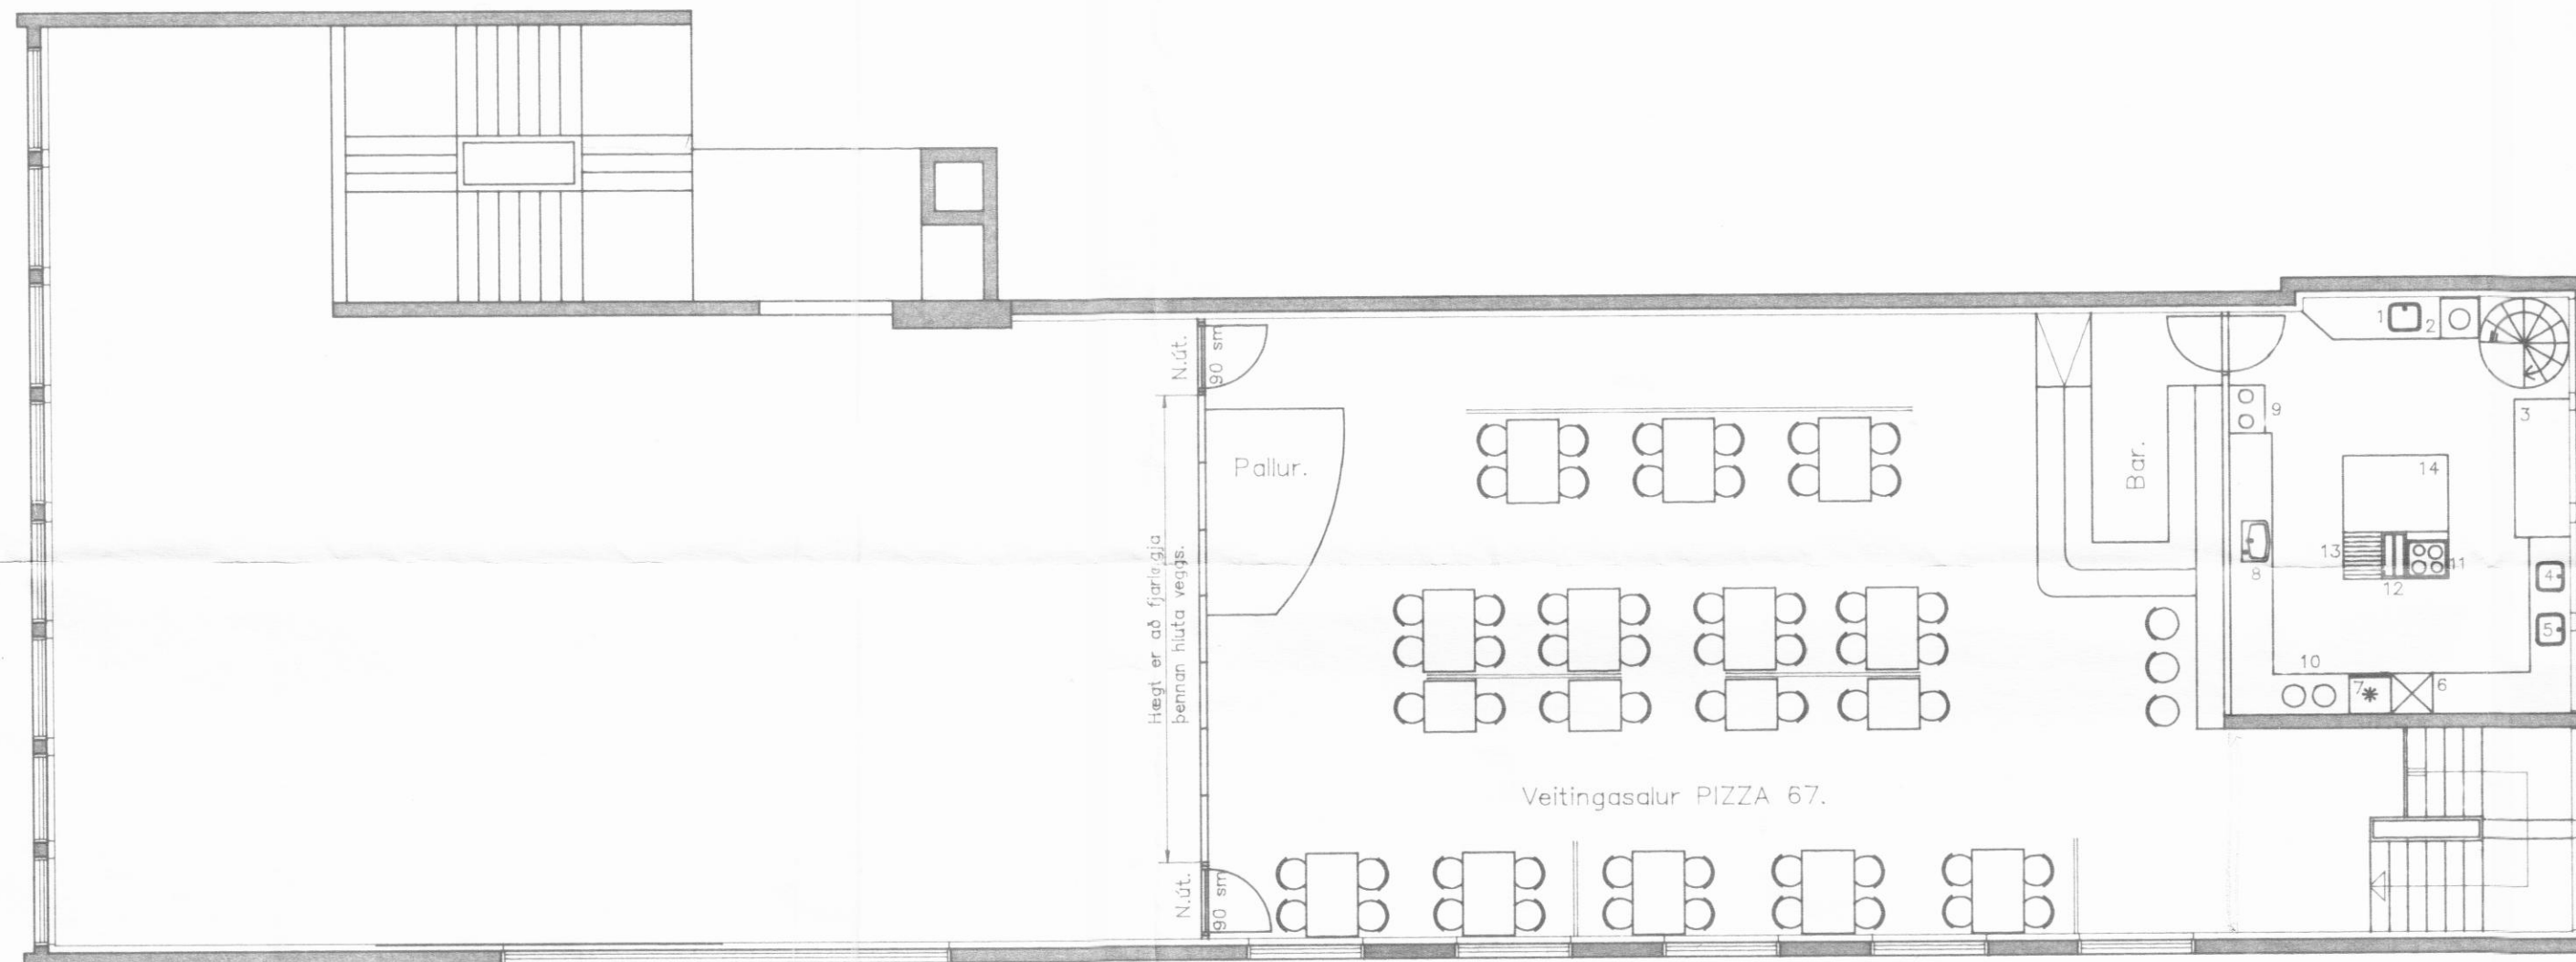 N.út.
90 sm
Pallur.
Hægt er að fjarlægja
þennan hluta veggs.
Bar.
1
2
3
9
14
13
11
12
8
4
5
10
7
6
Veitingasalur PIZZA 67.
N.út.
90 sm